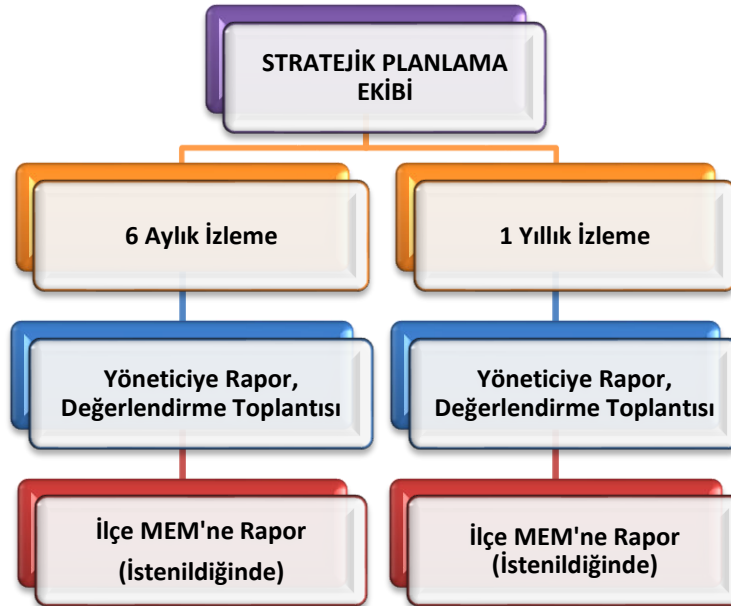 STRATEJİK PLANLAMA
EKİBİ
6 Aylık İzleme
1 Yıllık İzleme
Yöneticiye Rapor,
Değerlendirme Toplantısı
Yöneticiye Rapor,
Değerlendirme Toplantısı
İlçe MEM'ne Rapor
(İstenildiğinde)
İlçe MEM'ne Rapor
(İstenildiğinde)